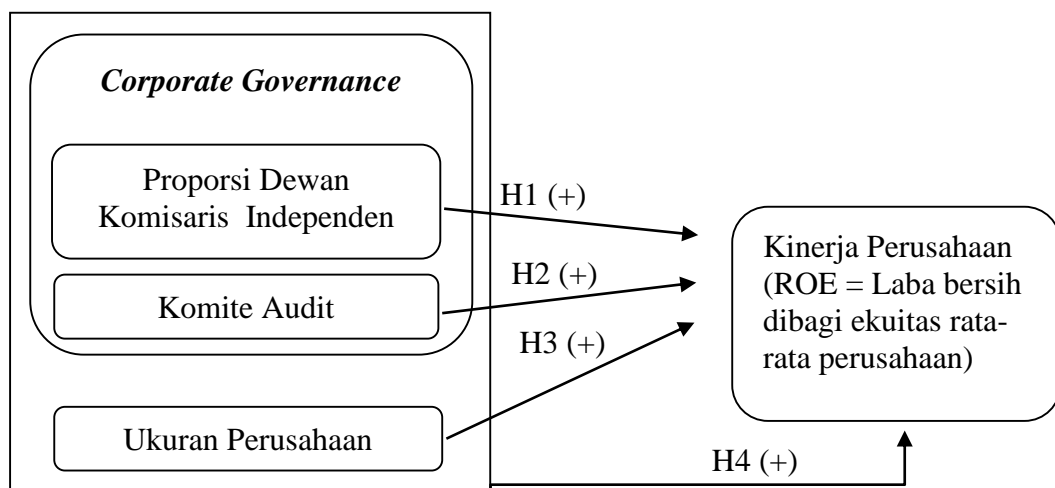 Corporate Governance
Proporsi Dewan
Komisaris Independen
H1 (+)
Komite Audit
H2 (+)
H3 (+)
Ukuran Perusahaan
Kinerja Perusahaan
(ROE = Laba bersih
dibagi ekuitas rata-
rata perusahaan)
H4 (+)